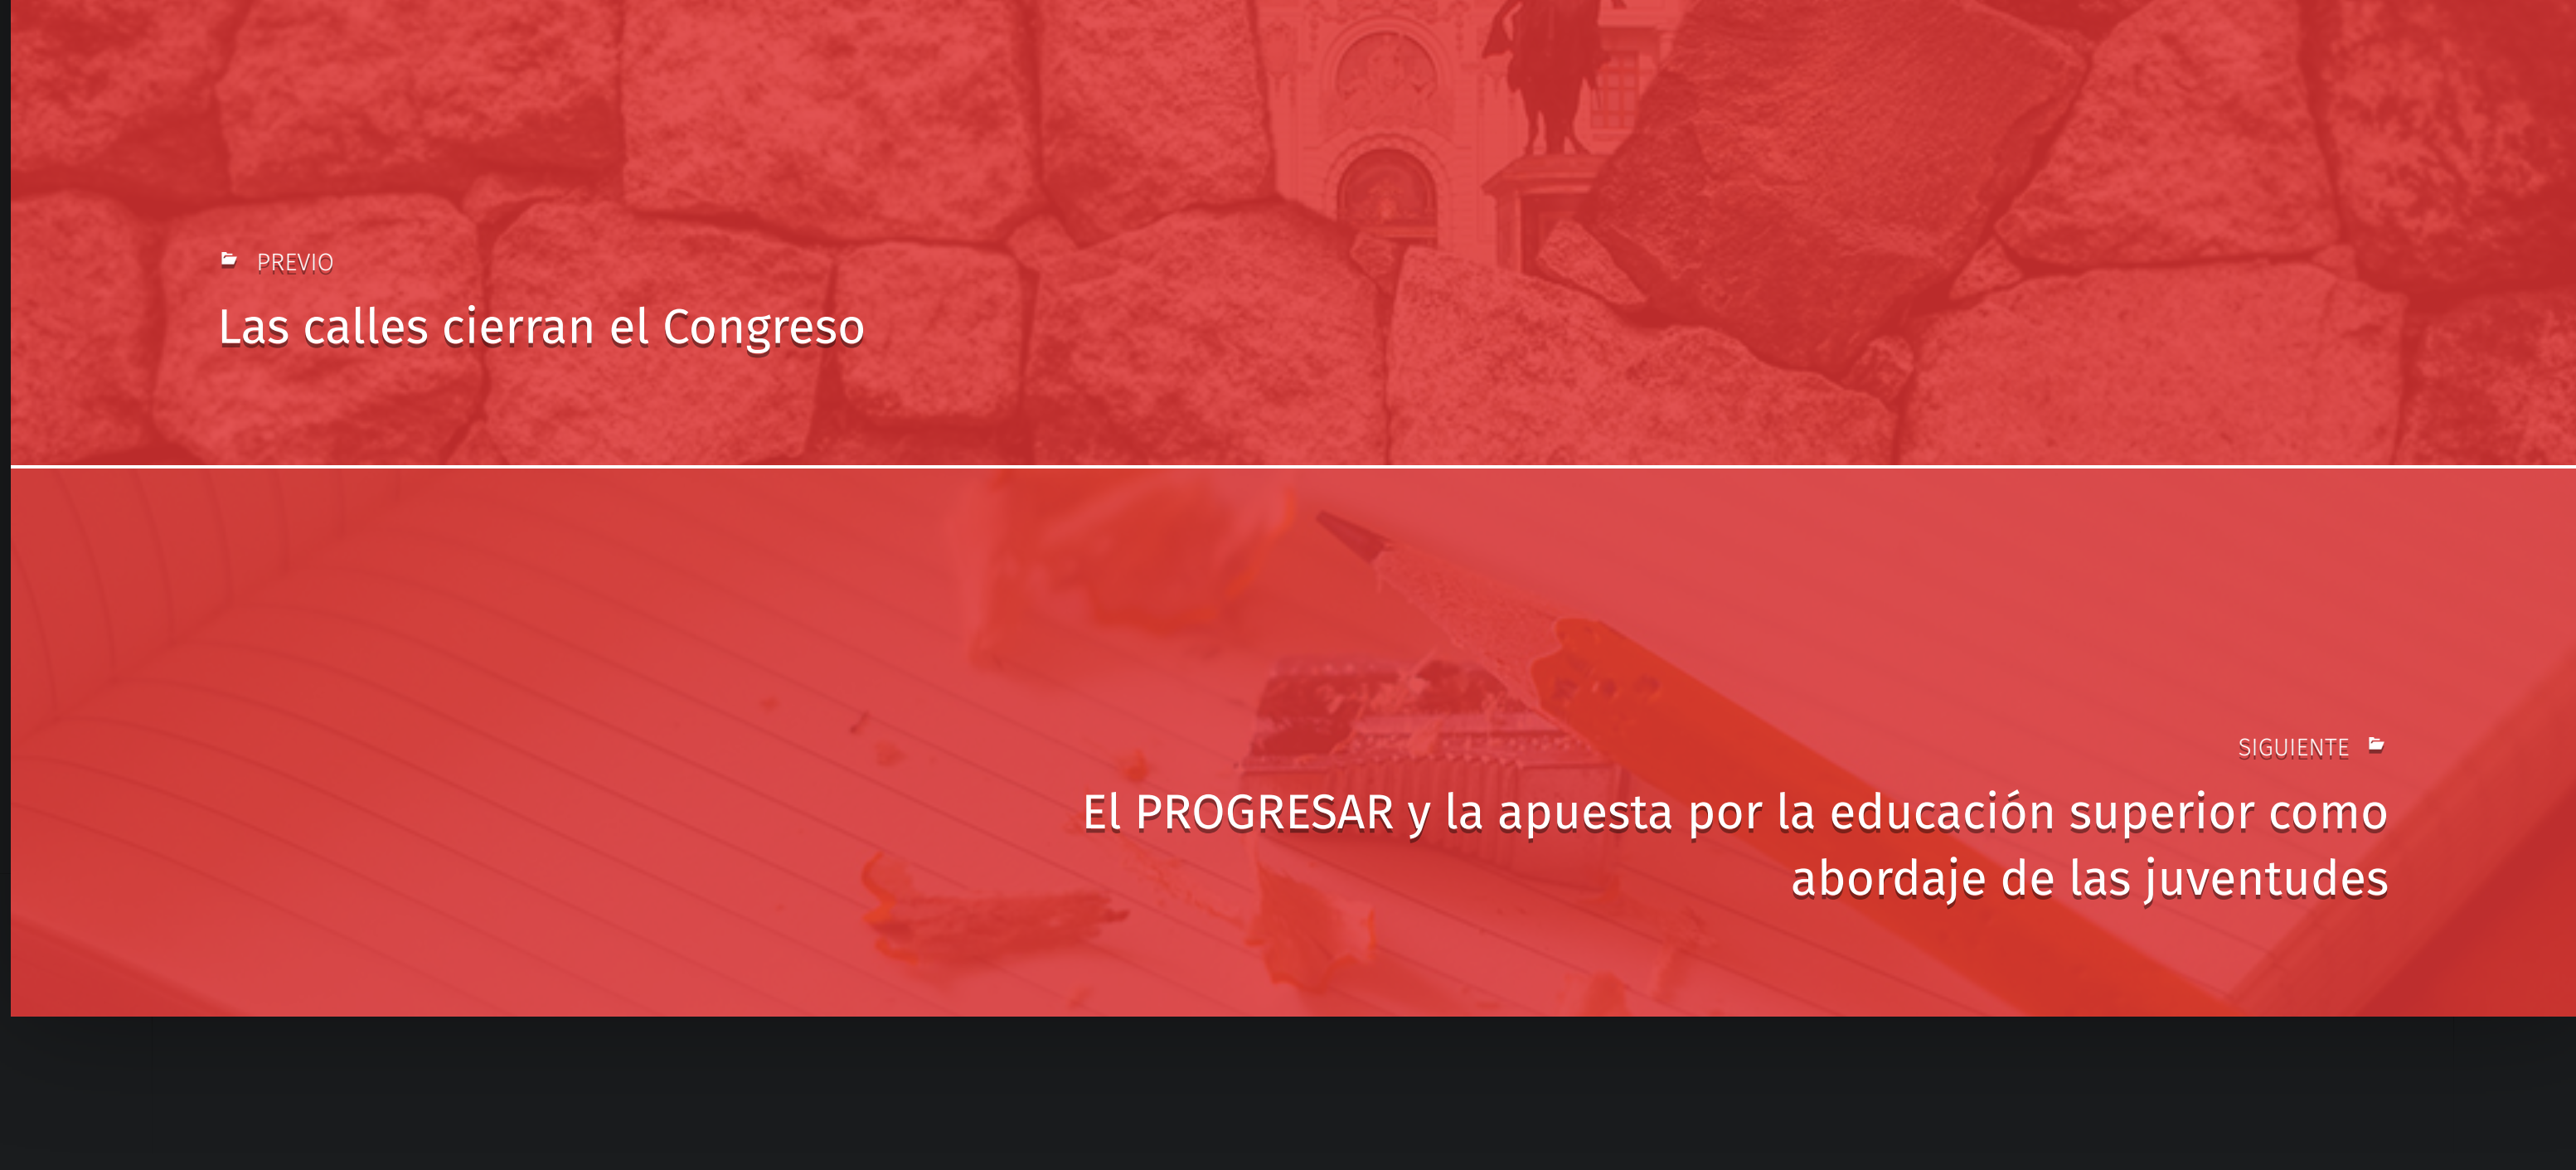 PREVIO
Las calles cierran el Congreso
SIGUIENTE
El PROGRESAR y la apuesta por la educación superior como
abordaje de las juventudes